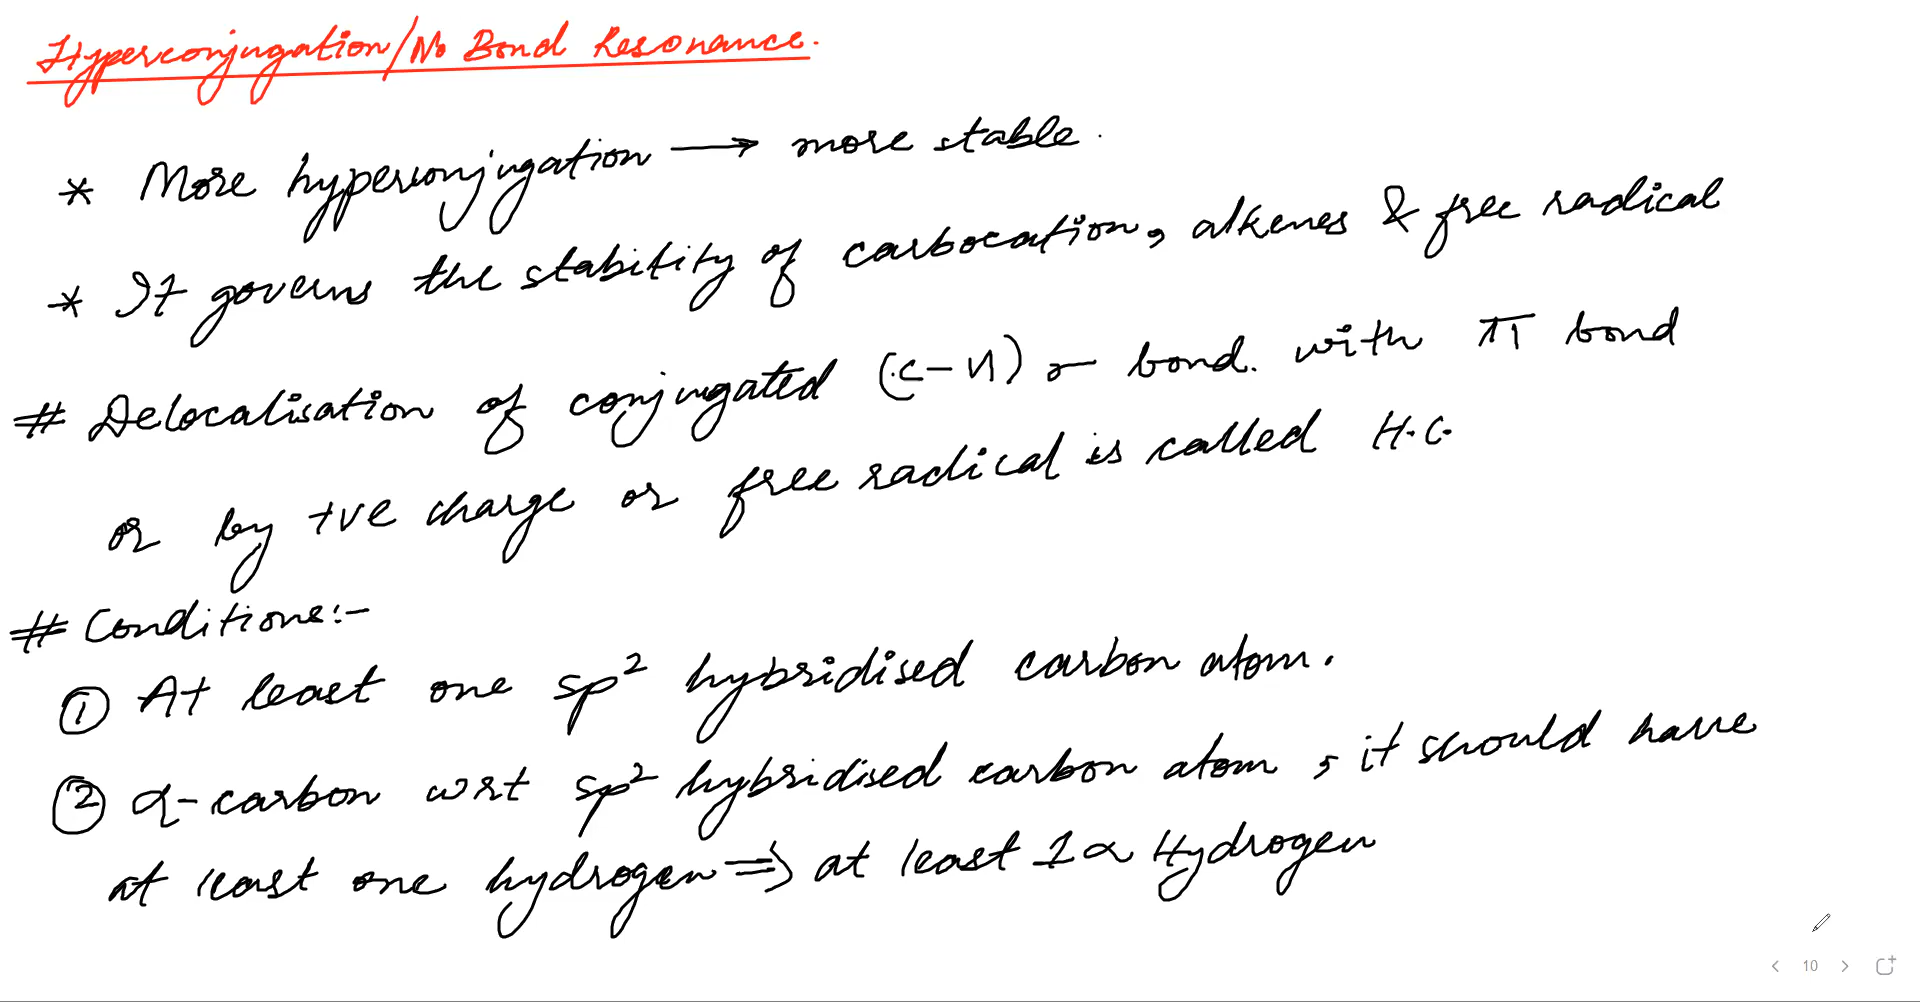 Hyperconjugation/No Bond Resonance.
* More hyperconjugation → more stable.
* It governs the stability of carbocation, alkenes & free radical
# Delocalisation of conjugated (C-H) σ bond. with π bond
or by +ve charge or free radical is called H.C.
# Conditions:-
① At least one sp² hybridised carbon atom.
② α-carbon wrt sp² hybridised carbon atom, it should have
at least one hydrogen ⇒ at least 1 α Hydrogen
10